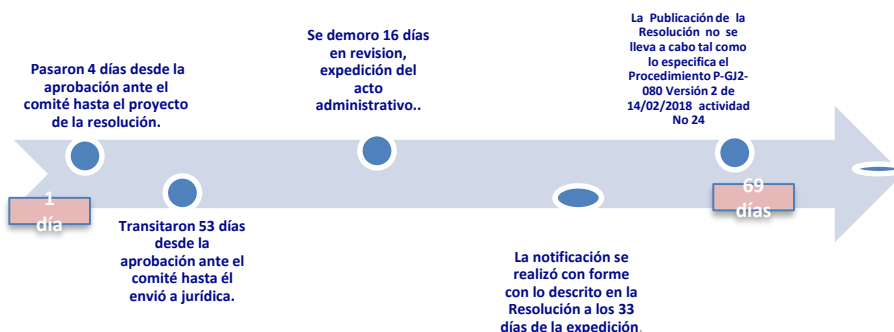 Pasaron 4 días desde la
aprobación ante el
comité hasta el proyecto
de la resolución.
Se demoro 16 días
en revision,
expedición del
acto
administrativo..
La Publicación de la
Resolución no se
lleva a cabo tal como
lo especifica el
Procedimiento P-GJ2-
080 Versión 2 de
14/02/2018 actividad
No 24
1
día
69
días
Transitaron 53 días
desde la
aprobación ante el
comité hasta él
envió a jurídica.
La notificación se
realizó con forme
con lo descrito en la
Resolución a los 33
días de la expedición.